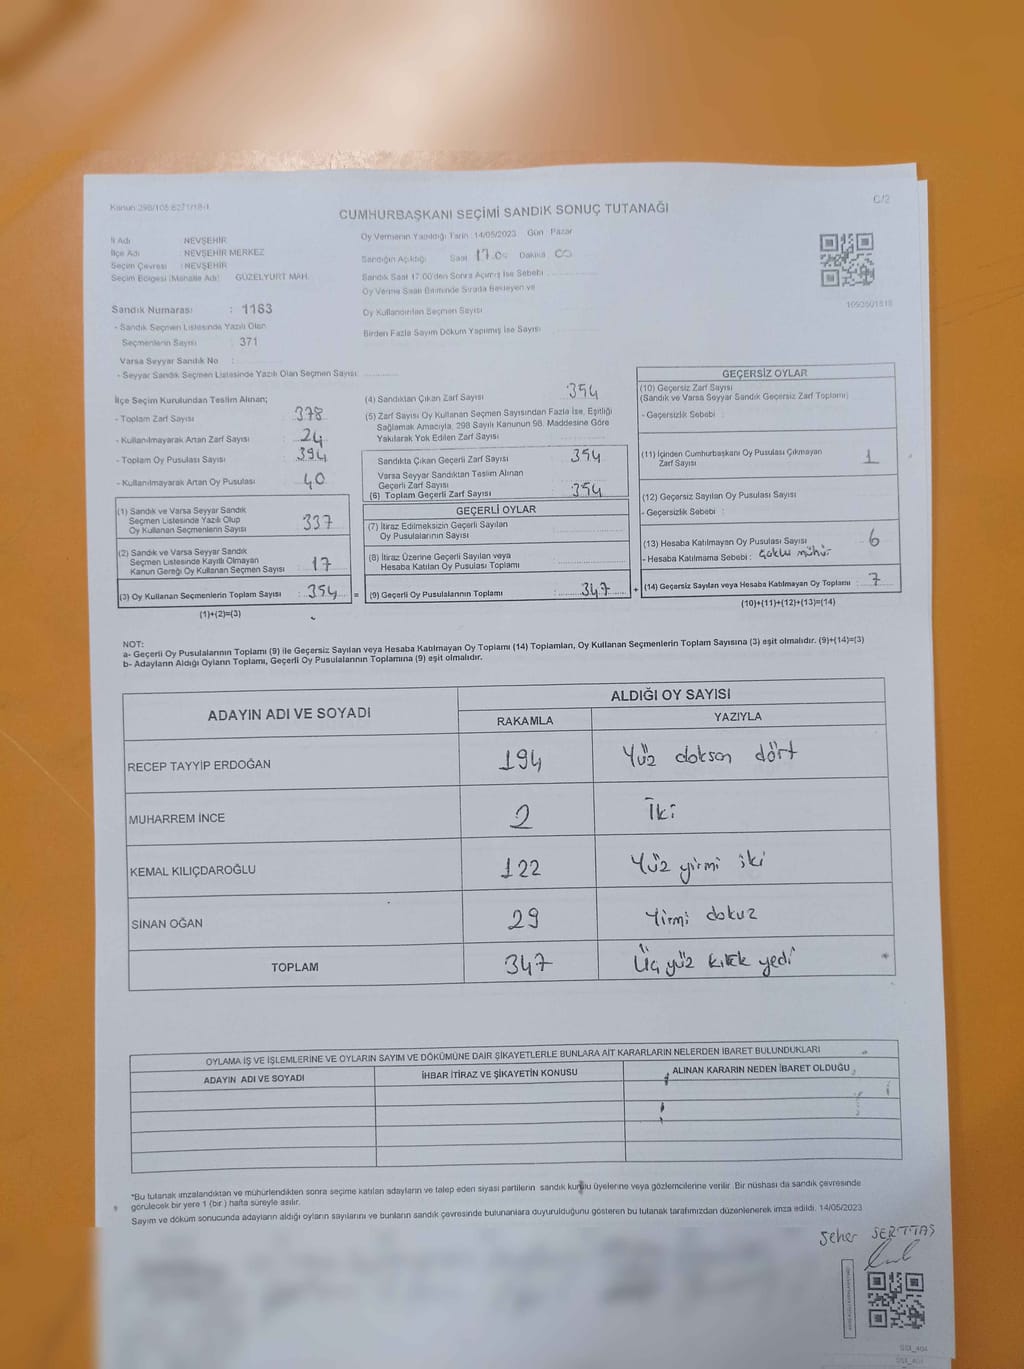 Kanun:298/105 6271/18-I
C/2
CUMHURBAŞKANI SEÇİMİ SANDIK SONUÇ TUTANAĞI
İl Adı : NEVŞEHİR
İlçe Adı : NEVŞEHİR MERKEZ
Seçim Çevresi : NEVŞEHİR
Seçim Bölgesi (Mahalle Adı) : GÜZELYURT MAH.
Oy Vermenin Yapıldığı Tarih :14/05/2023 Gün : Pazar
Sandığın Açıldığı Saat 17.00 Dakika 00
Sandık Saat 17.00'den Sonra Açılmış İse Sebebi :
Oy Verme Saati Bitiminde Sırada Bekleyen ve
Oy Kullandırılan Seçmen Sayısı
Birden Fazla Sayım Döküm Yapılmış İse Sayısı
1093601818
Sandık Numarası : 1163
- Sandık Seçmen Listesinde Yazılı Olan
Seçmenlerin Sayısı : 371
Varsa Seyyar Sandık No :
- Seyyar Sandık Seçmen Listesinde Yazılı Olan Seçmen Sayısı:
İlçe Seçim Kurulundan Teslim Alınan;
- Toplam Zarf Sayısı : 378
- Kullanılmayarak Artan Zarf Sayısı : 24
- Toplam Oy Pusulası Sayısı : 394
- Kullanılmayarak Artan Oy Pusulası : 40
(1) Sandık ve Varsa Seyyar Sandık
Seçmen Listesinde Yazılı Olup
Oy Kullanan Seçmenlerin Sayısı : 337
(2) Sandık ve Varsa Seyyar Sandık
Seçmen Listesinde Kayıtlı Olmayan
Kanun Gereği Oy Kullanan Seçmen Sayısı : 17
(3) Oy Kullanan Seçmenlerin Toplam Sayısı : 354 =
(1)+(2)=(3)
(4) Sandıktan Çıkan Zarf Sayısı : 354
(5) Zarf Sayısı Oy Kullanan Seçmen Sayısından Fazla İse, Eşitliği
Sağlamak Amacıyla, 298 Sayılı Kanunun 98. Maddesine Göre
Yakılarak Yok Edilen Zarf Sayısı :
Sandıkta Çıkan Geçerli Zarf Sayısı : 354
Varsa Seyyar Sandıktan Teslim Alınan
Geçerli Zarf Sayısı
(6) Toplam Geçerli Zarf Sayısı : 354
GEÇERLİ OYLAR
(7) İtiraz Edilmeksizin Geçerli Sayılan
Oy Pusulalarının Sayısı :
(8) İtiraz Üzerine Geçerli Sayılan veya
Hesaba Katılan Oy Pusulası Toplamı :
(9) Geçerli Oy Pusulalarının Toplamı : 347 +
GEÇERSİZ OYLAR
(10) Geçersiz Zarf Sayısı
(Sandık ve Varsa Seyyar Sandık Geçersiz Zarf Toplamı)
- Geçersizlik Sebebi :
(11) İçinden Cumhurbaşkanı Oy Pusulası Çıkmayan
Zarf Sayısı 1
(12) Geçersiz Sayılan Oy Pusulası Sayısı
- Geçersizlik Sebebi :
(13) Hesaba Katılmayan Oy Pusulası Sayısı 6
- Hesaba Katılmama Sebebi : Çoklu mühür
(14) Geçersiz Sayılan veya Hesaba Katılmayan Oy Toplamı : 7
(10)+(11)+(12)+(13)=(14)
NOT:
a- Geçerli Oy Pusulalarının Toplamı (9) ile Geçersiz Sayılan veya Hesaba Katılmayan Oy Toplamı (14) Toplamları, Oy Kullanan Seçmenlerin Toplam Sayısına (3) eşit olmalıdır. (9)+(14)=(3)
b- Adayların Aldığı Oyların Toplamı, Geçerli Oy Pusulalarının Toplamına (9) eşit olmalıdır.
ADAYIN ADI VE SOYADI
ALDIĞI OY SAYISI
RAKAMLA YAZIYLA
RECEP TAYYİP ERDOĞAN 194 Yüz doksan dört
MUHARREM İNCE 2 İki
KEMAL KILIÇDAROĞLU 122 Yüz yirmi iki
SİNAN OĞAN 29 Yirmi dokuz
TOPLAM 347 Üç yüz kırk yedi
OYLAMA İŞ VE İŞLEMLERİNE VE OYLARIN SAYIM VE DÖKÜMÜNE DAİR ŞİKAYETLERLE BUNLARA AİT KARARLARIN NELERDEN İBARET BULUNDUKLARI
ADAYIN ADI VE SOYADI İHBAR İTİRAZ VE ŞİKAYETİN KONUSU ALINAN KARARIN NEDEN İBARET OLDUĞU
*Bu tutanak imzalandıktan ve mühürlendikten sonra seçime katılan adayların ve talep eden siyasi partilerin sandık kurulu üyelerine veya gözlemcilerine verilir. Bir nüshası da sandık çevresinde
görülecek bir yere 1 (bir ) hafta süreyle asılır.
Sayım ve döküm sonucunda adayların aldığı oyların sayılarını ve bunların sandık çevresinde bulunanlara duyurulduğunu gösteren bu tutanak tarafımızdan düzenlenerek imza edildi. 14/05/2023
Seher SERTTAŞ